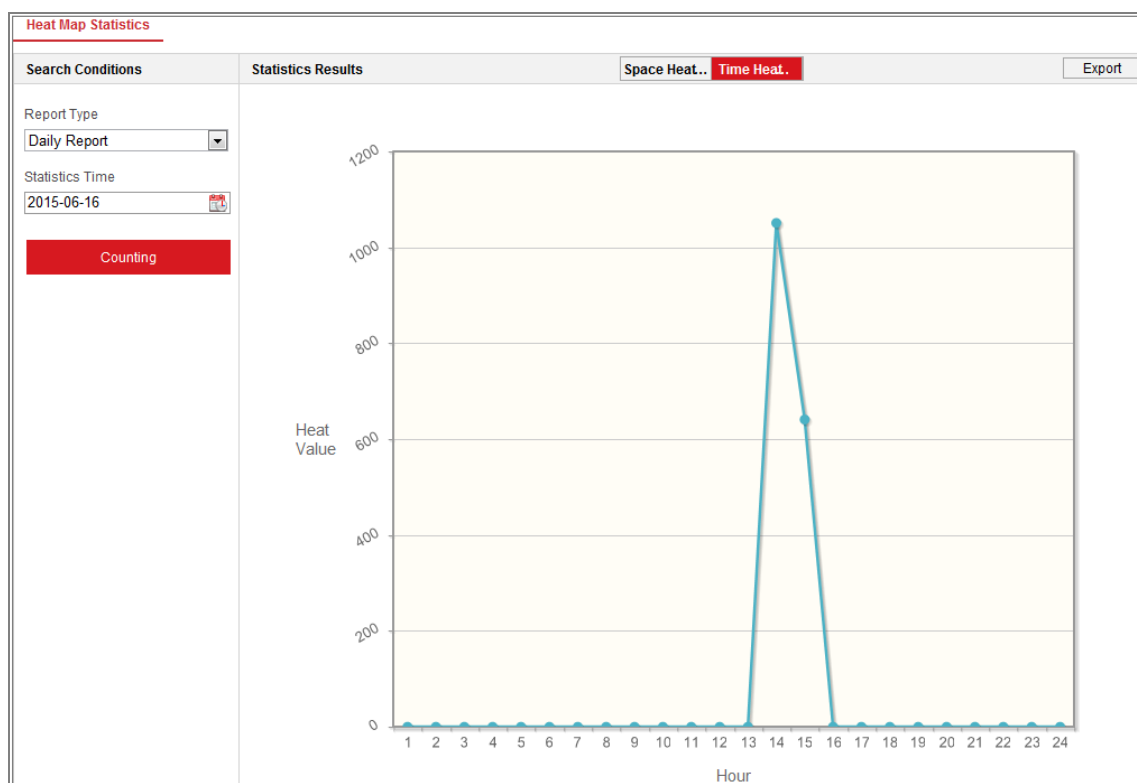 Heat Map Statistics
Search Conditions
Statistics Results
Space Heat...
Time Heat..
Export
Report Type
Daily Report
Statistics Time
2015-06-16
Counting
1200
1000
800
600
400
200
0
Heat
Value
1 2 3 4 5 6 7 8 9 10 11 12 13 14 15 16 17 18 19 20 21 22 23 24
Hour